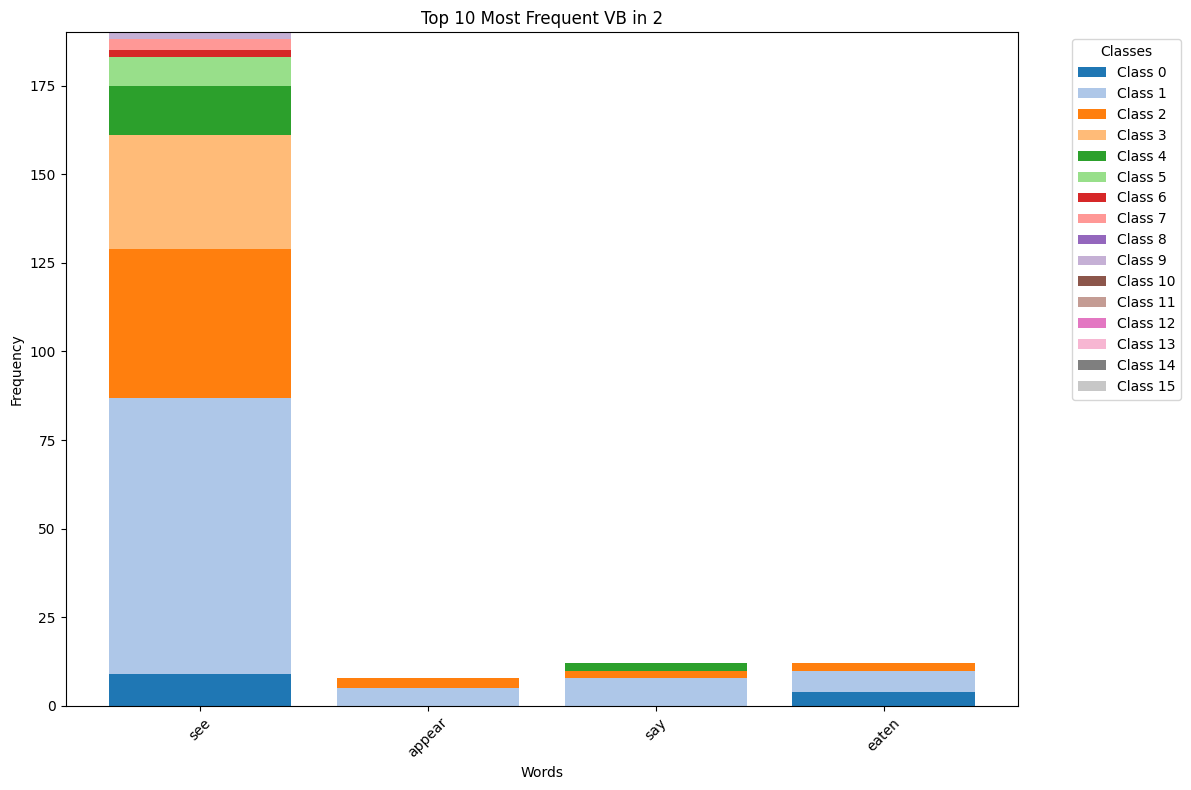 Top 10 Most Frequent VB in 2
Frequency
175
150
125
100
75
50
25
0
see
appear
say
eaten
Words
Classes
Class 0
Class 1
Class 2
Class 3
Class 4
Class 5
Class 6
Class 7
Class 8
Class 9
Class 10
Class 11
Class 12
Class 13
Class 14
Class 15